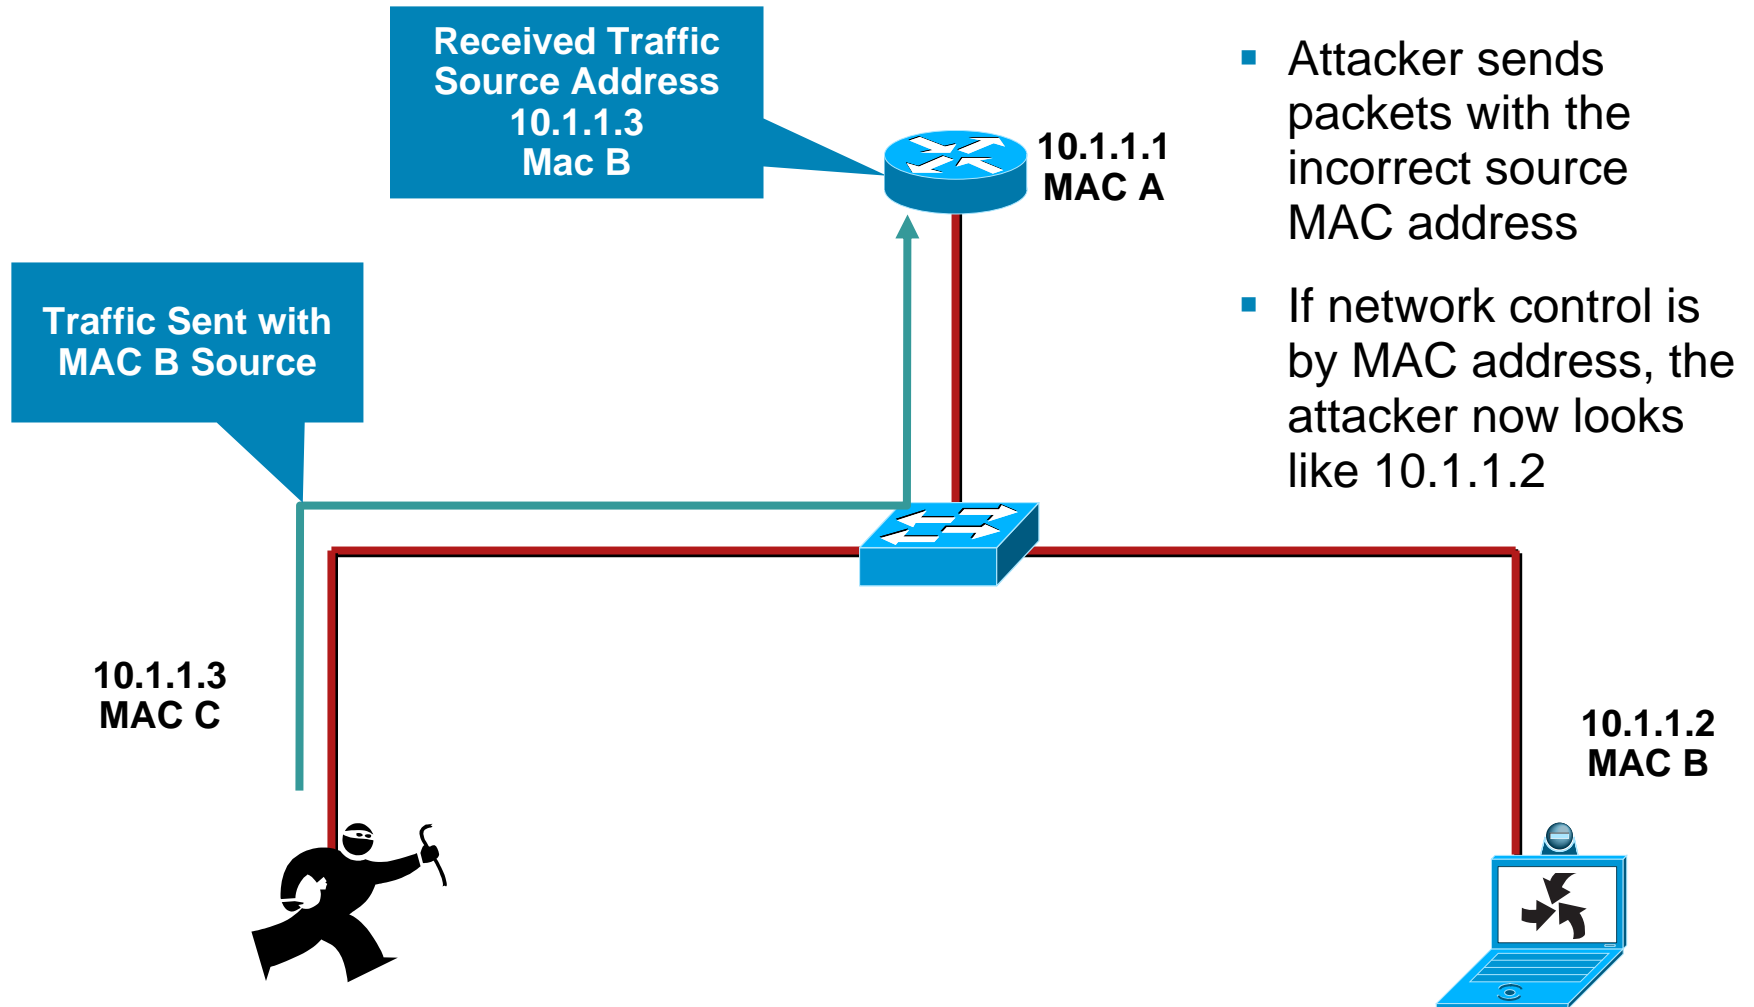 Received Traffic
Source Address
10.1.1.3
Mac B
10.1.1.1
MAC A
Traffic Sent with
MAC B Source
10.1.1.3
MAC C
10.1.1.2
MAC B
Attacker sends
packets with the
incorrect source
MAC address
If network control is
by MAC address, the
attacker now looks
like 10.1.1.2